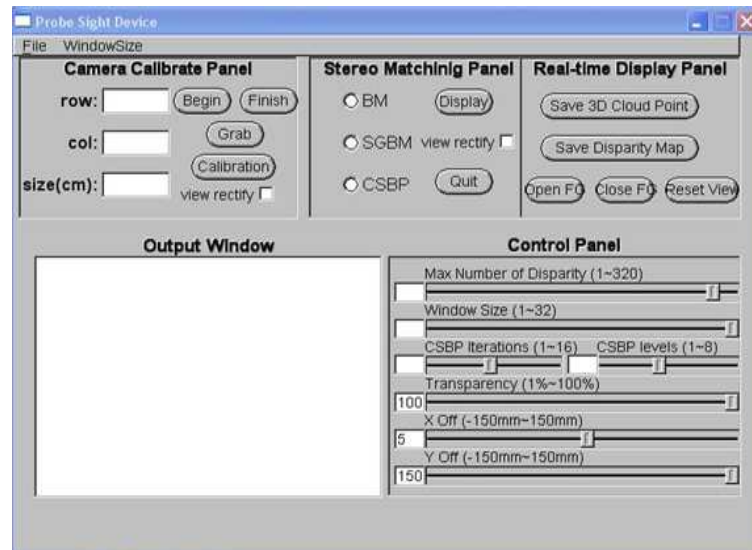 Probe Sight Device
File WindowSize
Camera Calibrate Panel
row: Begin Finish
col: Grab
Calibration
size(cm):
view rectify
Stereo Matchinig Panel
BM Display
SGBM view rectify
CSBP Quit
Real-time Display Panel
Save 3D Cloud Point
Save Disparity Map
Open FG Close FG Reset View
Output Window
Control Panel
Max Number of Disparity (1~320)
Window Size (1~32)
CSBP Iterations (1~16) CSBP levels (1~8)
Transparency (1%~100%)
100
X Off (-150mm~150mm)
5
Y Off (-150mm~150mm)
150